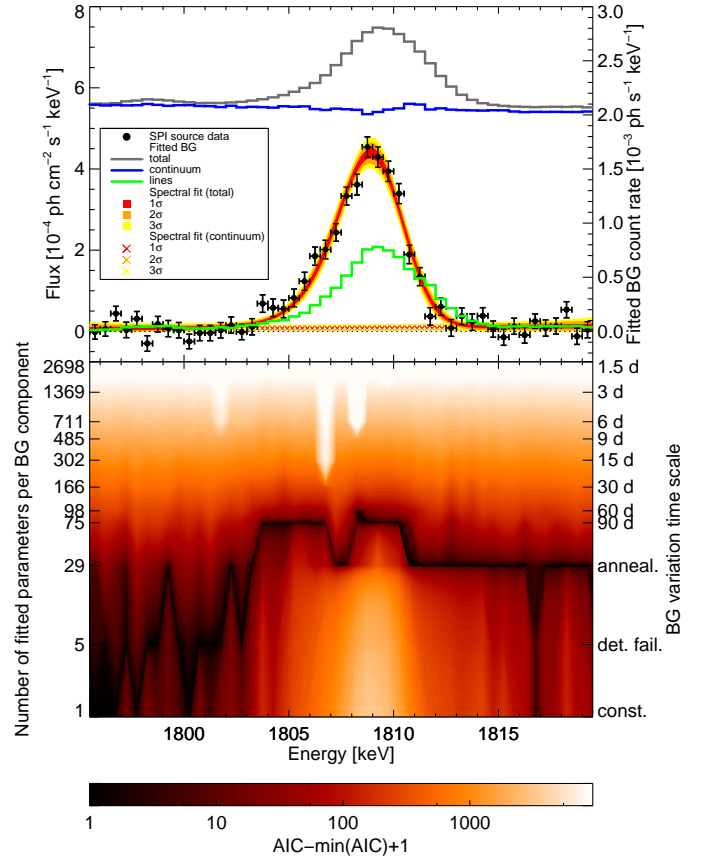 8
6
4
2
0
Flux [10⁻⁴ ph cm⁻² s⁻¹ keV⁻¹]
3.0
2.5
2.0
1.5
1.0
0.5
0.0
Fitted BG count rate [10⁻³ ph s⁻¹ keV⁻¹]
SPI source data
Fitted BG
total
continuum
lines
Spectral fit (total)
1σ
2σ
3σ
Spectral fit (continuum)
1σ
2σ
3σ
2698
1369
711
485
302
166
98
75
29
5
1
Number of fitted parameters per BG component
1.5 d
3 d
6 d
9 d
15 d
30 d
60 d
90 d
anneal.
det. fail.
const.
BG variation time scale
1800 1805 1810 1815
Energy [keV]
1 10 100 1000
AIC−min(AIC)+1